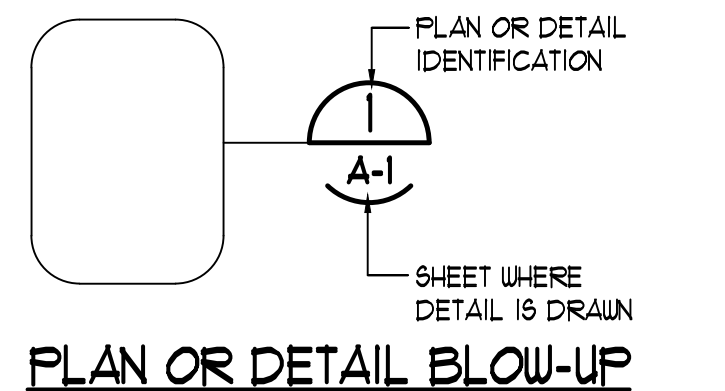 PLAN OR DETAIL
IDENTIFICATION
1
A-1
SHEET WHERE
DETAIL IS DRAWN
PLAN OR DETAIL BLOW-UP